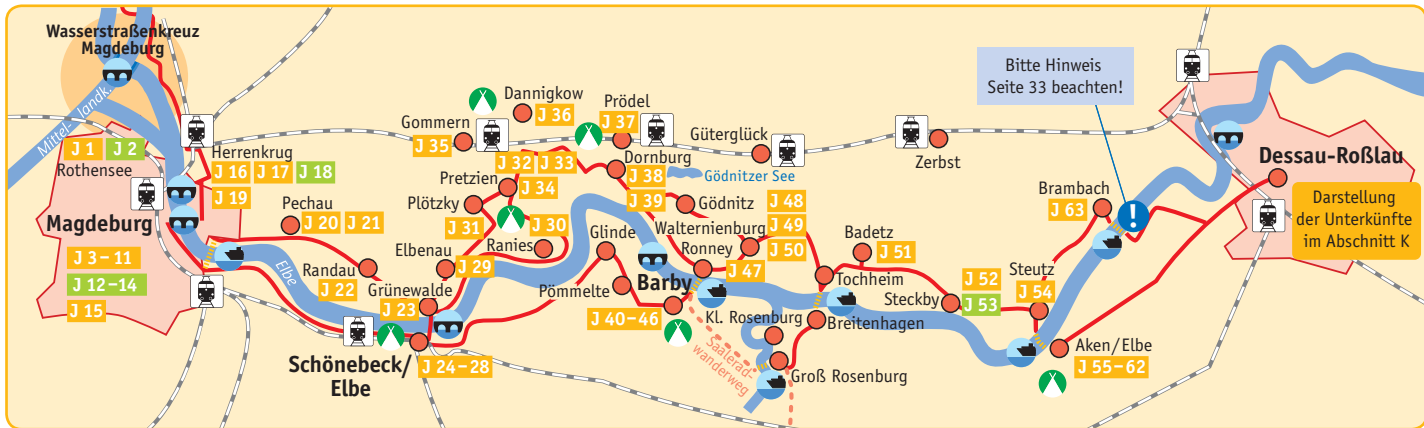 Wasserstraßenkreuz
Magdeburg
Mittel- landk.
J 1 J 2
Rothensee
Herrenkrug
J 16 J 17 J 18
J 19
Magdeburg
J 3 – 11
J 12 – 14
J 15
Pechau
J 20 J 21
Elbe
Randau
J 22
Grünewalde
J 23
Schönebeck/
Elbe
J 24 – 28
Gommern
J 35
Dannigkow
J 36
Prödel
J 37
Güterglück
Zerbst
Pretzien
J 32 J 33
J 34
Plötzky
J 31
J 30
Ranies
Elbenau
J 29
Dornburg
J 38
J 39
Gödnitzer See
Gödnitz
Walternienburg
J 48
J 49
J 50
Glinde
Pömmelte
Barby
J 40 – 46
Ronney
J 47
Badetz
J 51
Tochheim
Breitenhagen
Kl. Rosenburg
Groß Rosenburg
Saalerad-
wanderweg
Steckby
J 52
J 53
Steutz
J 54
Aken/Elbe
J 55 – 62
Brambach
J 63
!
Bitte Hinweis
Seite 33 beachten!
Dessau-Roßlau
Darstellung
der Unterkünfte
im Abschnitt K